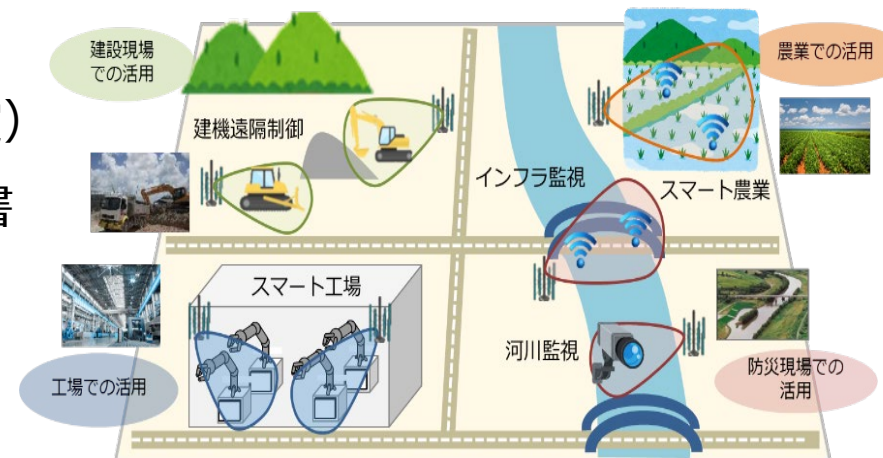 建設現場
での活用
農業での活用
)
建機遠隔制御
インフラ監視
スマート農業
書
スマート工場
河川監視
工場での活用
防災現場での
活用